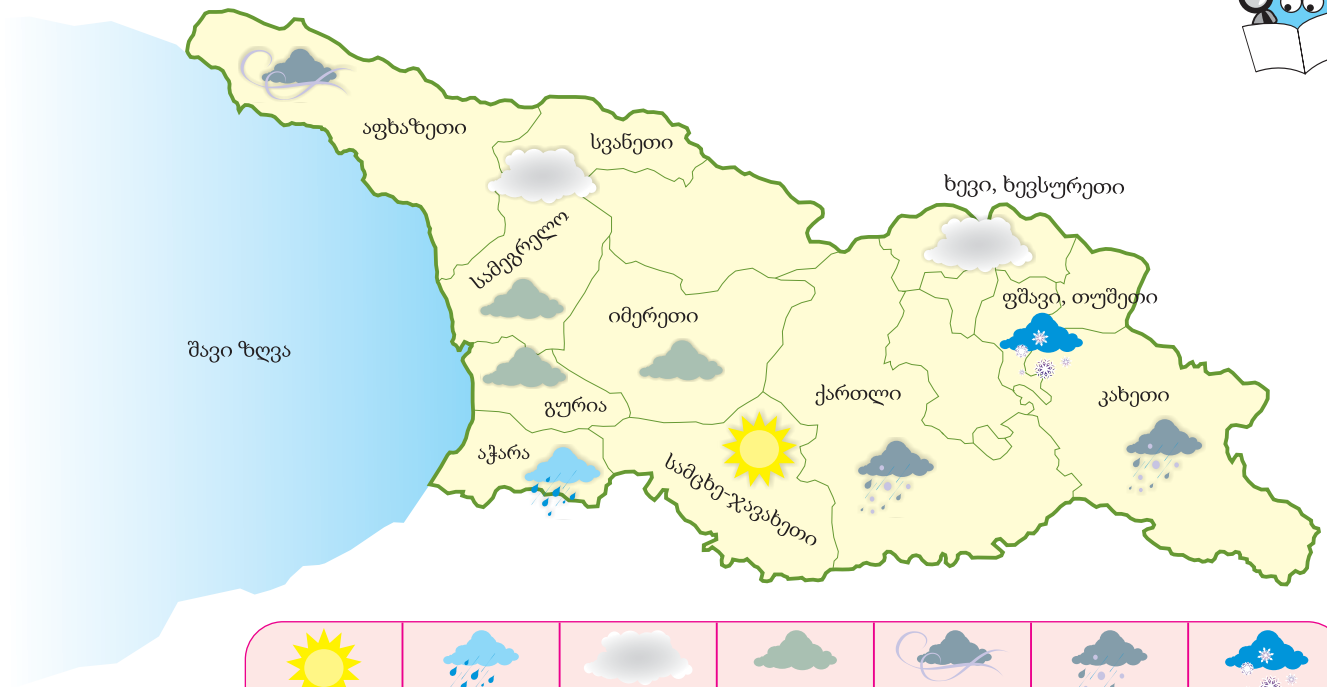 აფხაზეთი
სვანეთი
ხევი, ხევსურეთი
სამეგრელო
ფშავი, თუშეთი
იმერეთი
შავი ზღვა
ქართლი
კახეთი
გურია
აჭარა
სამცხე-ჯავახეთი